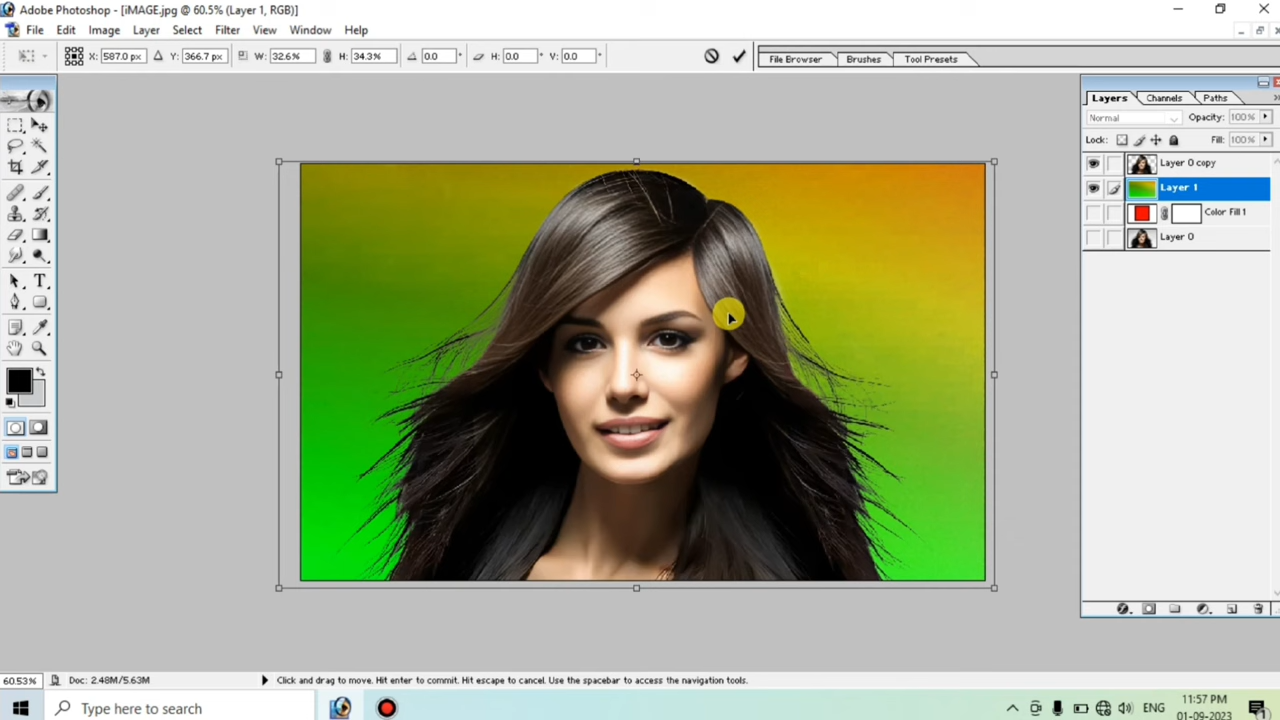 Adobe Photoshop - [iMAGE.jpg @ 60.5% (Layer 1, RGB)]
File Edit Image Layer Select Filter View Window Help
X: 587.0 px Y: 366.7 px W: 32.6% H: 34.3% 0.0 ° H: 0.0 ° V: 0.0 °
File Browser Brushes Tool Presets
Layers Channels Paths
Normal Opacity: 100%
Lock: Fill: 100%
Layer 0 copy
Layer 1
Color Fill 1
Layer 0
T
60.53% Doc: 2.48M/5.63M Click and drag to move. Hit enter to commit. Hit escape to cancel. Use the spacebar to access the navigation tools.
Type here to search
ENG
11:57 PM
01-09-2023